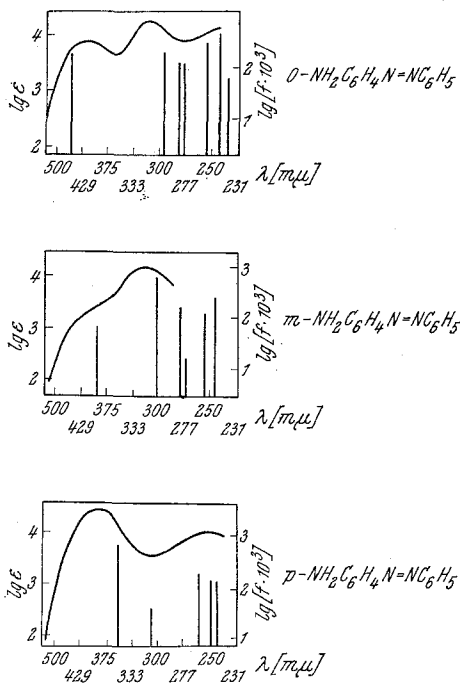 4
3
2
lg ε
2
1
lg[f·10³]
500 375 300 250
429 333 277 231
λ[mμ]
o-NH₂C₆H₄N=NC₆H₅
4
3
2
lg ε
3
2
1
lg[f·10³]
500 375 300 250
429 333 277 231
λ[mμ]
m-NH₂C₆H₄N=NC₆H₅
4
3
2
lg ε
3
2
1
lg[f·10³]
500 375 300 250
429 333 277 231
λ[mμ]
p-NH₂C₆H₄N=NC₆H₅